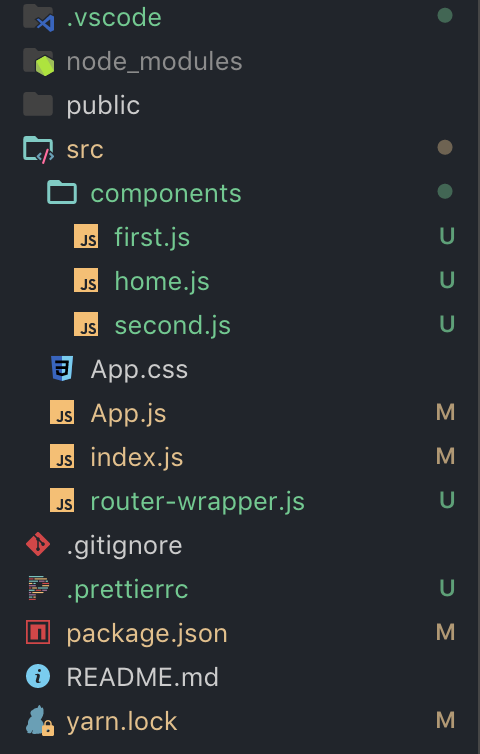 .vscode
node_modules
public
src
components
JS first.js U
JS home.js U
JS second.js U
App.css
JS App.js M
JS index.js M
JS router-wrapper.js U
.gitignore
.prettierrc U
package.json M
README.md
yarn.lock M